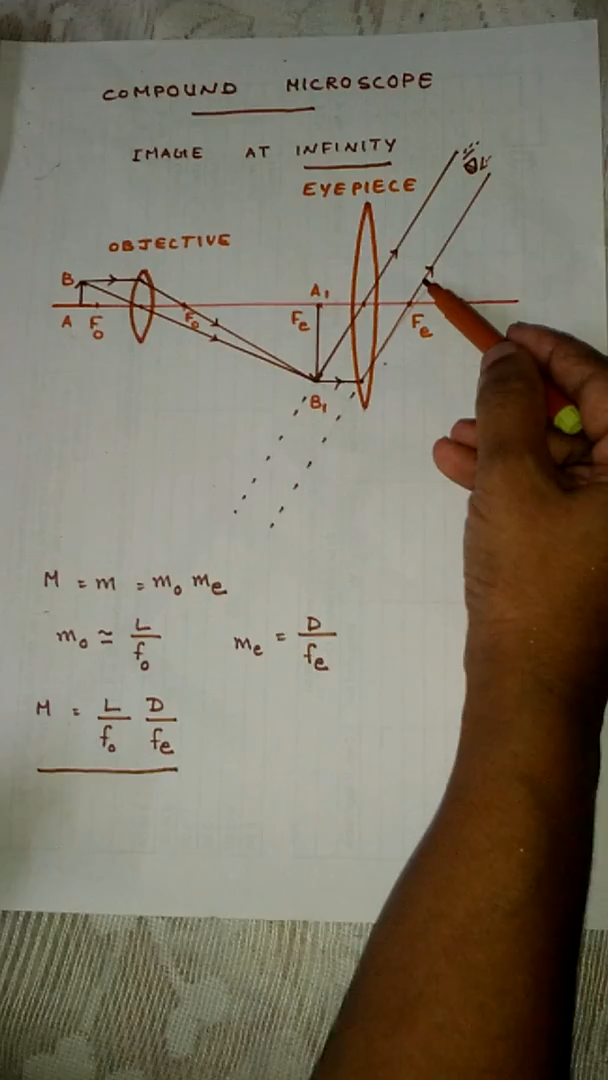 COMPOUND MICROSCOPE
IMAGE AT INFINITY
EYEPIECE
OBJECTIVE
B
A₁
A F₀ F₀ Fe Fe
B₁
M = m = m₀ me
m₀ ≃ L/f₀ me = D/fe
M = L/f₀ D/fe